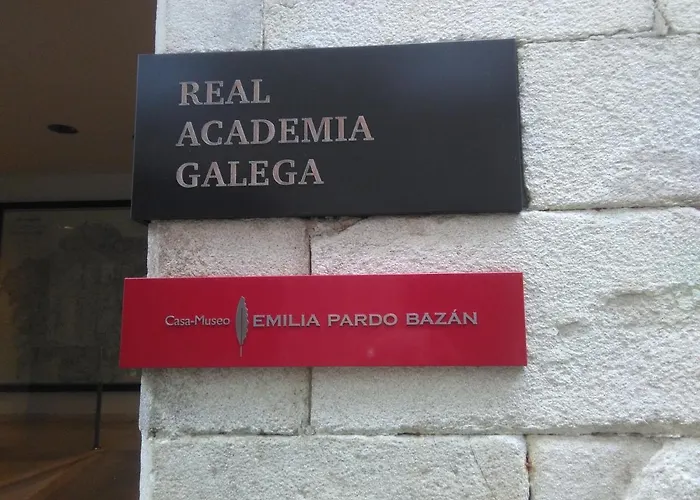 REAL
ACADEMIA
GALEGA
Casa-Museo EMILIA PARDO BAZÁN